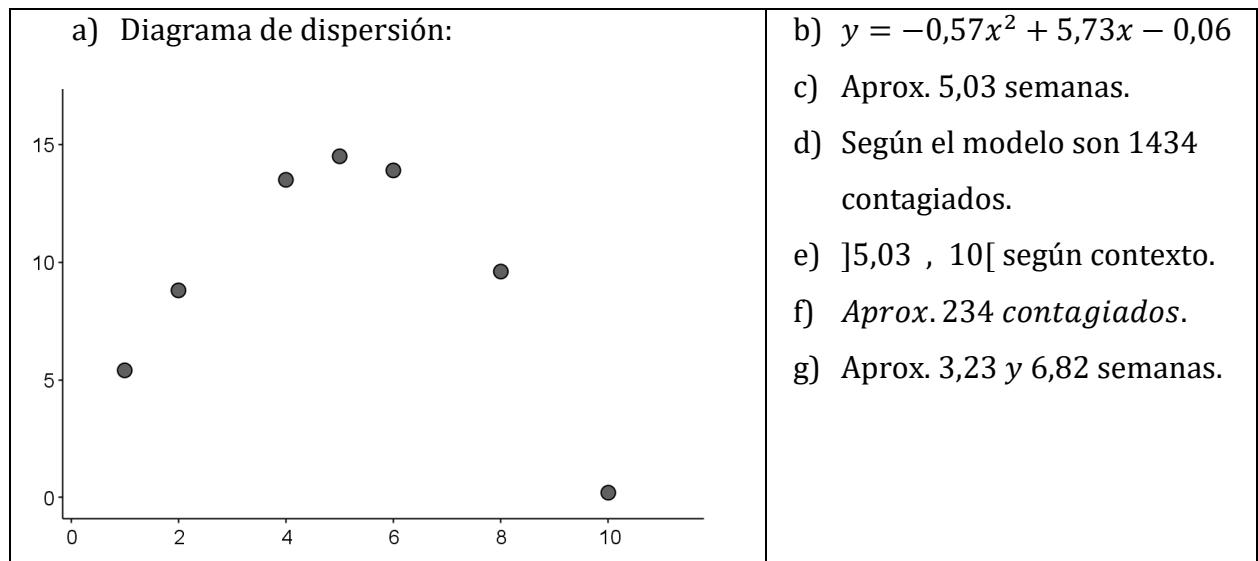 a) Diagrama de dispersión:
15
10
5
0
0 2 4 6 8 10
b) y = −0,57x² + 5,73x − 0,06
c) Aprox. 5,03 semanas.
d) Según el modelo son 1434
contagiados.
e) ]5,03 , 10[ según contexto.
f) Aprox. 234 contagiados.
g) Aprox. 3,23 y 6,82 semanas.